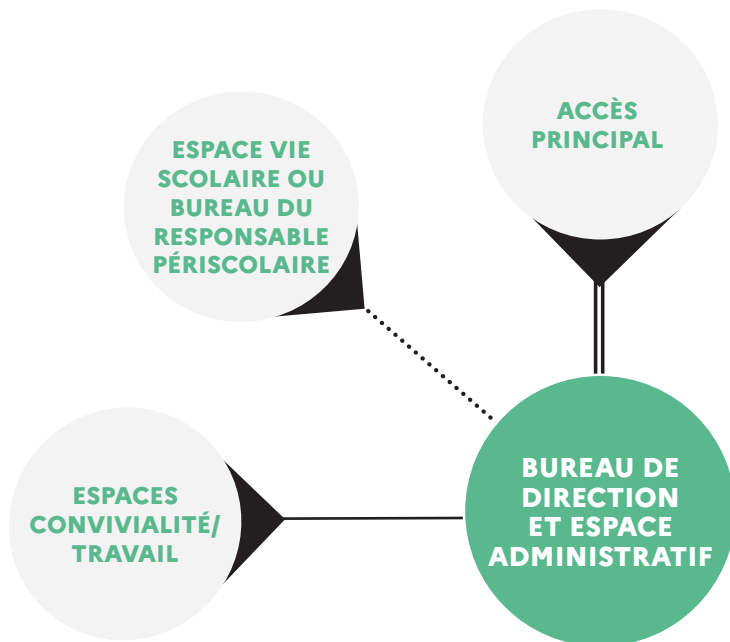 ACCÈS
PRINCIPAL
ESPACE VIE
SCOLAIRE OU
BUREAU DU
RESPONSABLE
PÉRISCOLAIRE
BUREAU DE
DIRECTION
ET ESPACE
ADMINISTRATIF
ESPACES
CONVIVIALITÉ/
TRAVAIL